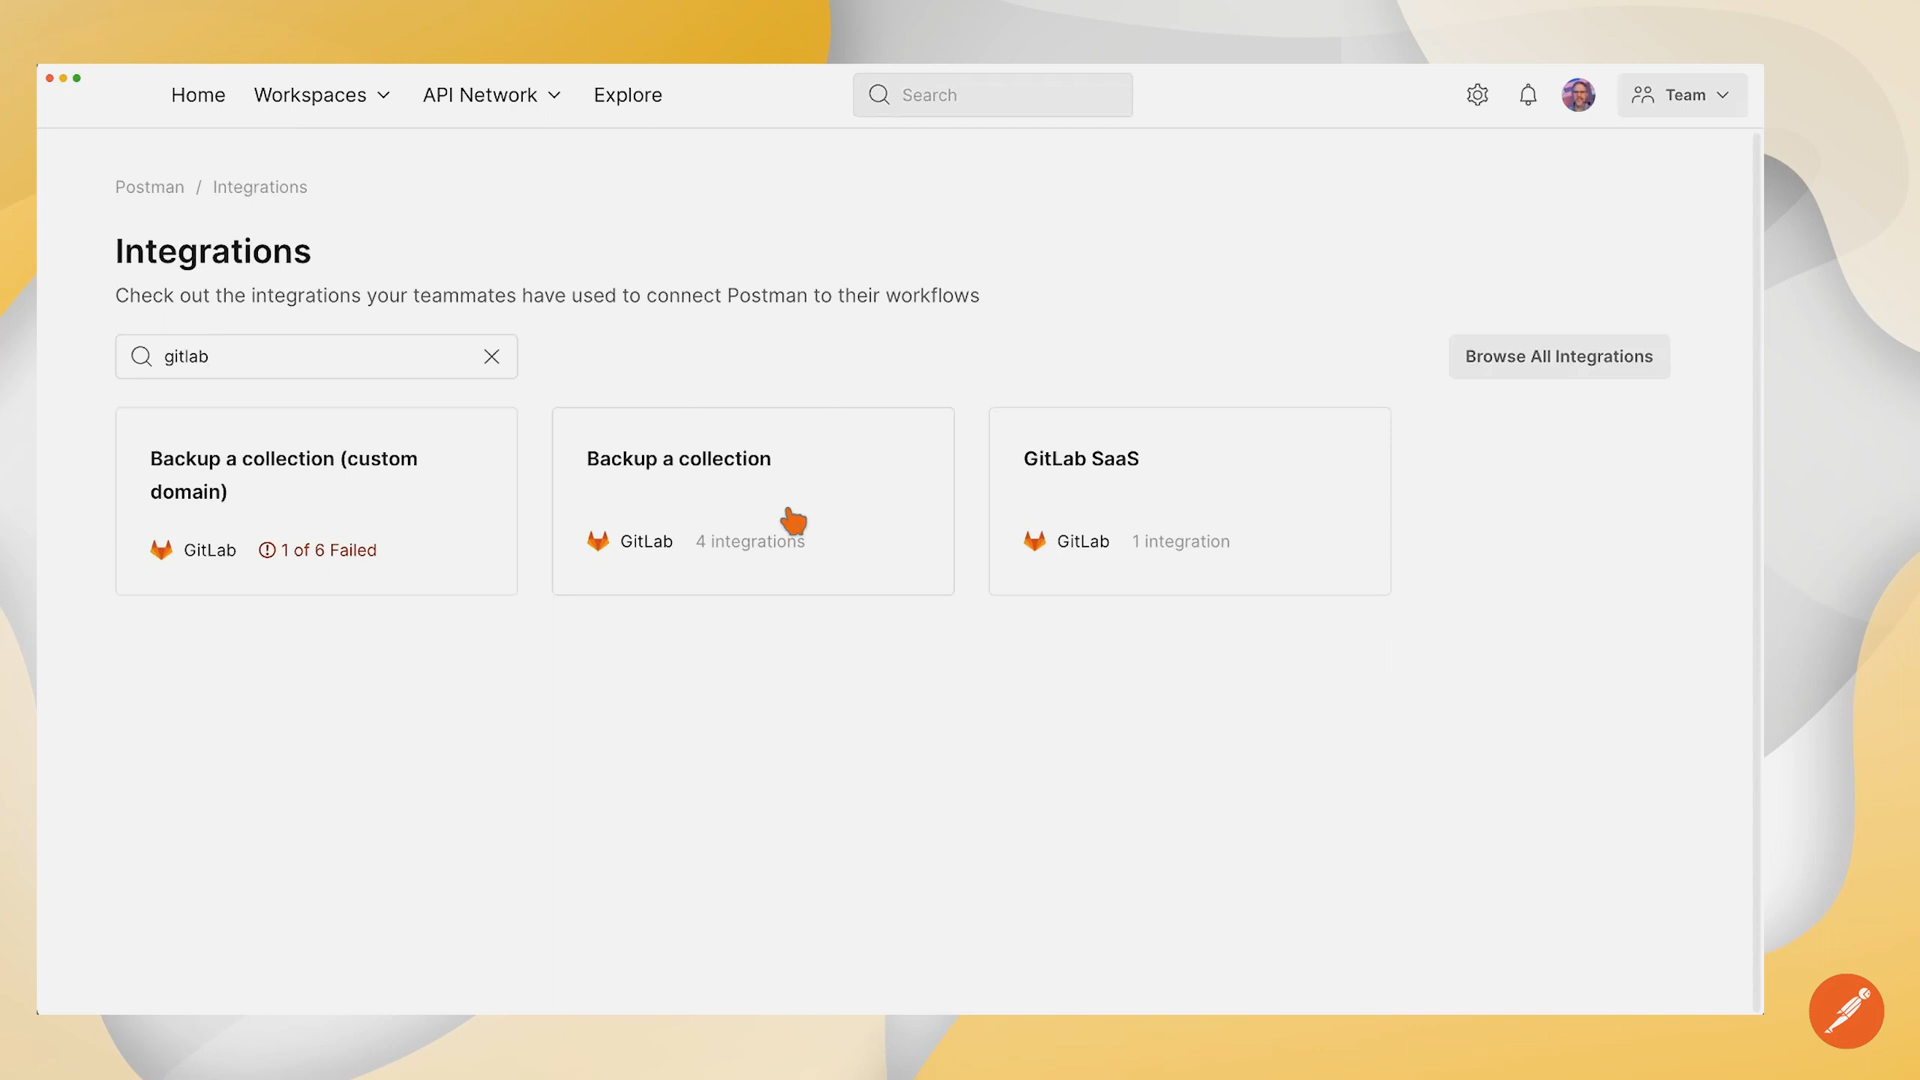 Home Workspaces API Network Explore Search Team
Postman / Integrations
Integrations
Check out the integrations your teammates have used to connect Postman to their workflows
gitlab
Browse All Integrations
Backup a collection (custom
domain)
GitLab 1 of 6 Failed
Backup a collection
GitLab 4 integrations
GitLab SaaS
GitLab 1 integration